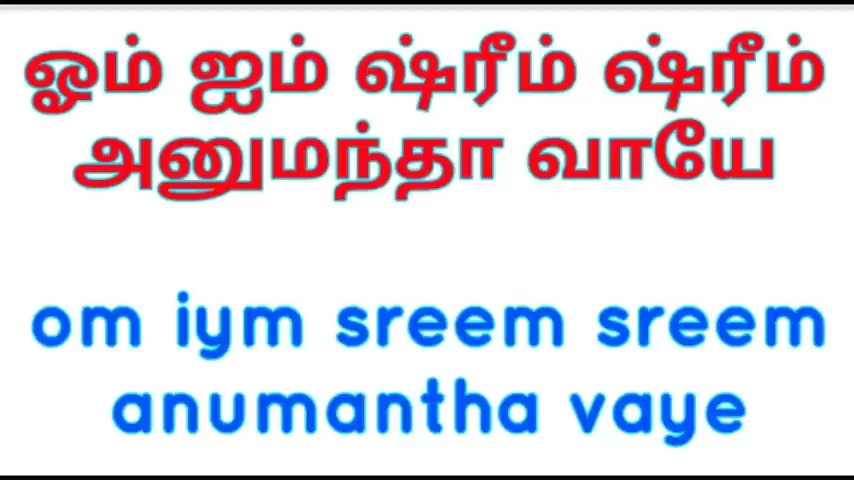 ஓம் ஐம் ஷ்ரீம் ஷ்ரீம்
அனுமந்தா வாயே
om iym sreem sreem
anumantha vaye